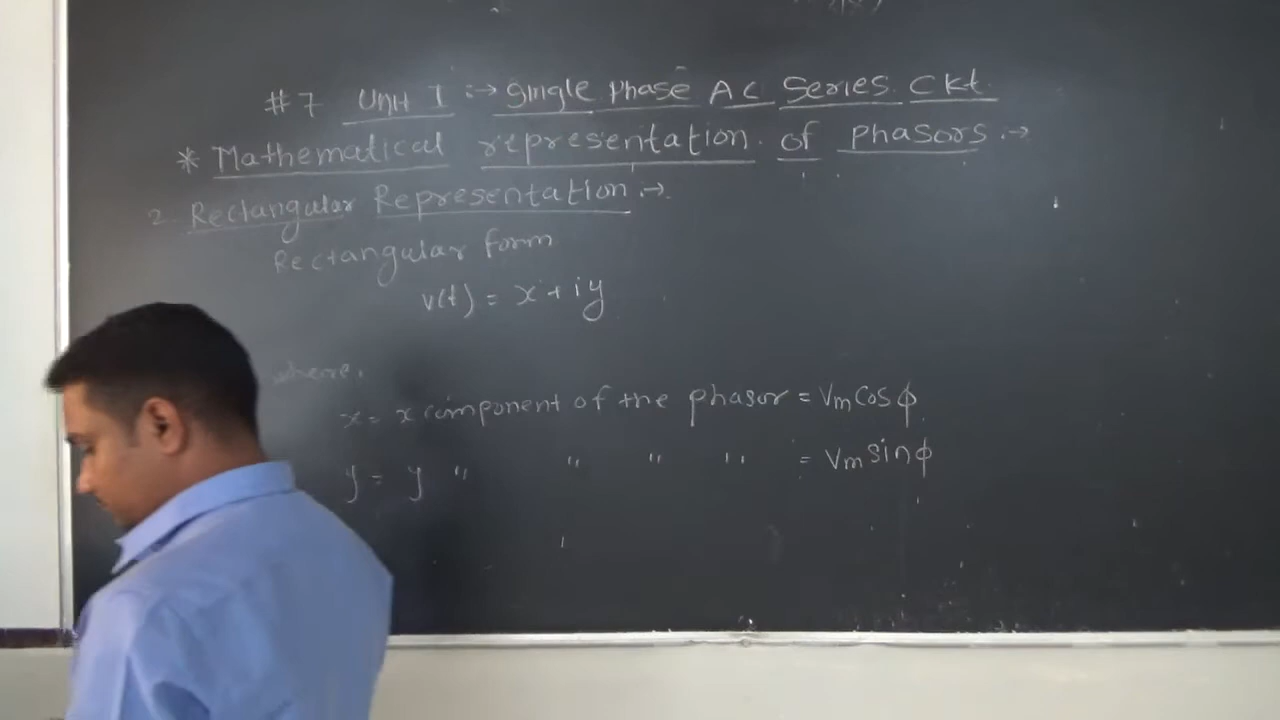 #7 Unit I :→ Single Phase AC Series Ckt.
* Mathematical representation of phasors :→
2. Rectangular Representation :→
Rectangular form
v(t) = x + iy
where,
x = x component of the phasor = Vm Cos ϕ
y = y " " " " = Vm sin ϕ